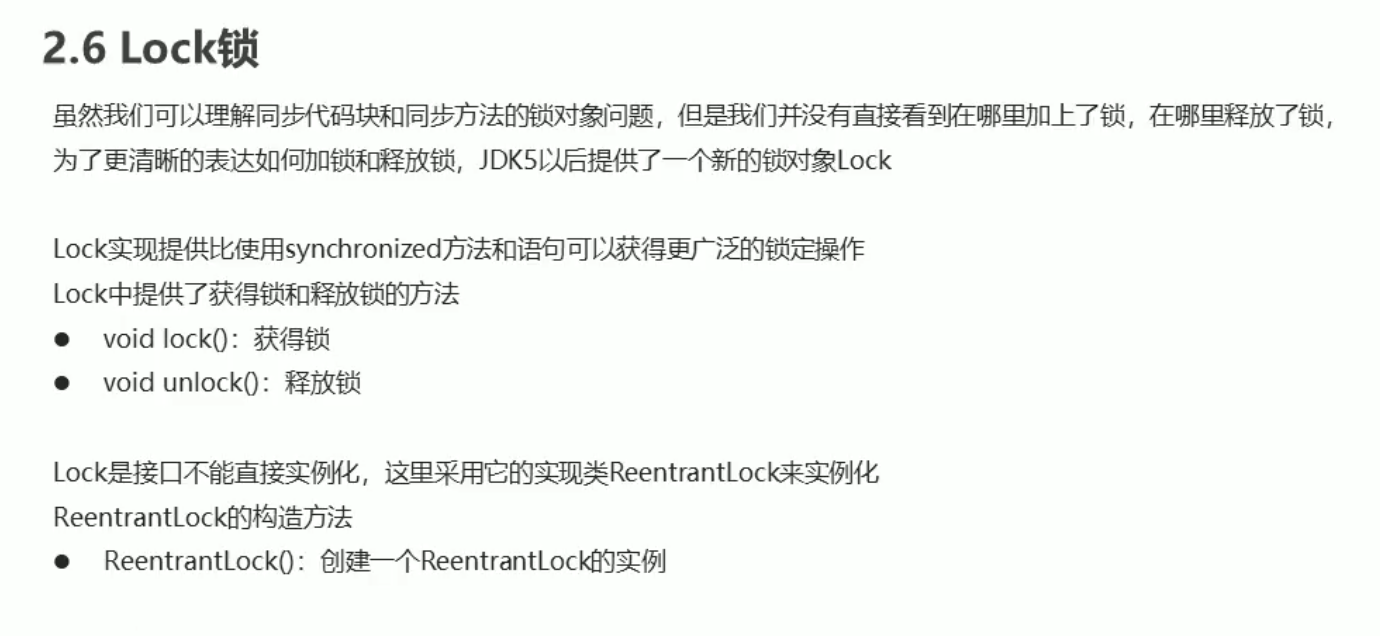 2.6 Lock锁
虽然我们可以理解同步代码块和同步方法的锁对象问题，但是我们并没有直接看到在哪里加上了锁，在哪里释放了锁，
为了更清晰的表达如何加锁和释放锁，JDK5以后提供了一个新的锁对象Lock
Lock实现提供比使用synchronized方法和语句可以获得更广泛的锁定操作
Lock中提供了获得锁和释放锁的方法
● void lock()：获得锁
● void unlock()：释放锁
Lock是接口不能直接实例化，这里采用它的实现类ReentrantLock来实例化
ReentrantLock的构造方法
● ReentrantLock()：创建一个ReentrantLock的实例